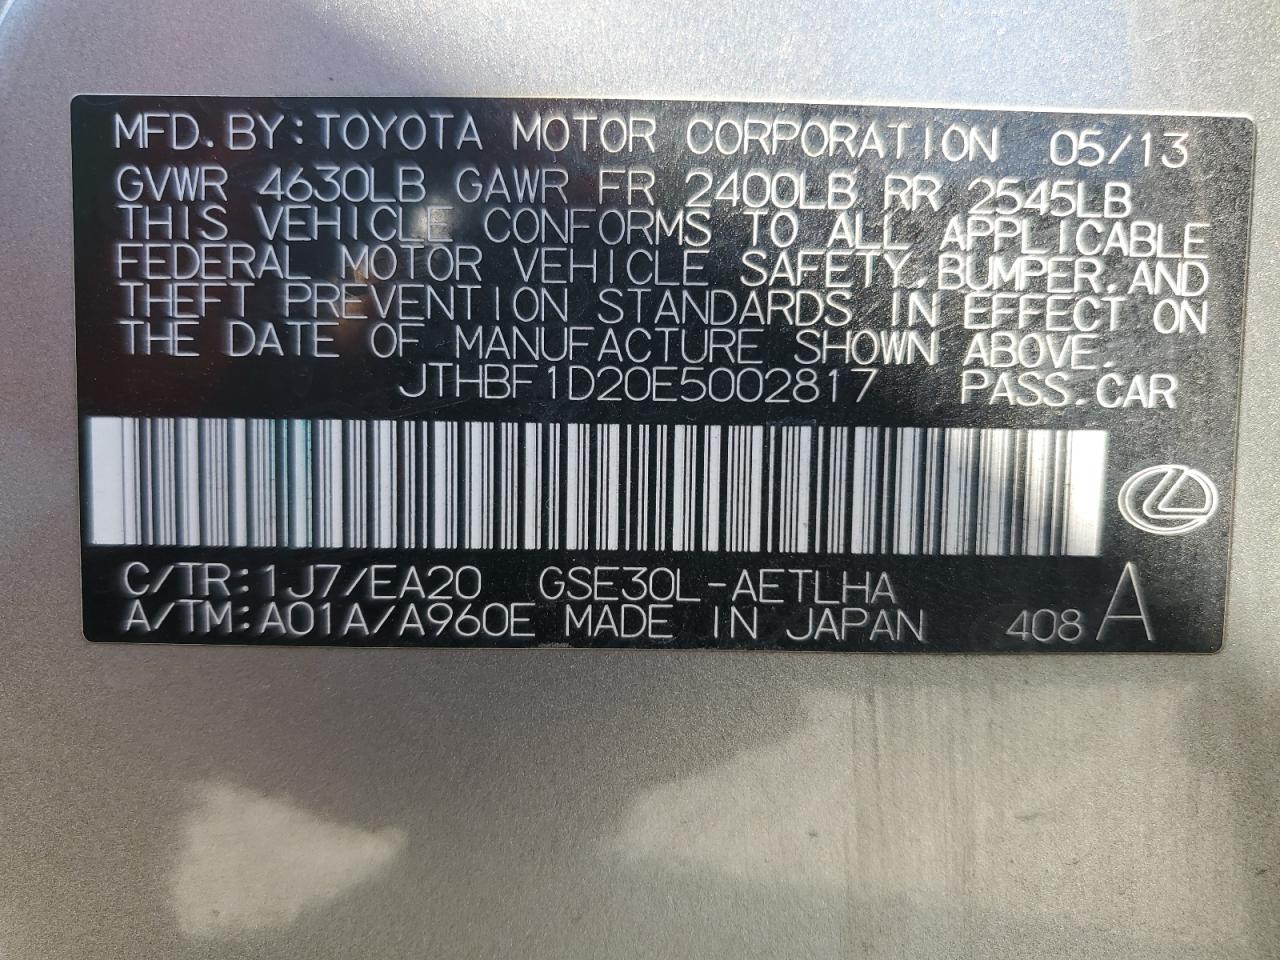 MFD. BY: TOYOTA MOTOR CORPORATION 05/13
GVWR 4630LB GAWR FR 2400LB RR 2545LB
THIS VEHICLE CONFORMS TO ALL APPLICABLE
FEDERAL MOTOR VEHICLE SAFETY, BUMPER, AND
THEFT PREVENTION STANDARDS IN EFFECT ON
THE DATE OF MANUFACTURE SHOWN ABOVE.
JTHBF1D20E5002817 PASS. CAR
C/TR: 1J7/EA20 GSE30L-AETLHA
A/TM: A01A/A960E MADE IN JAPAN 408 A